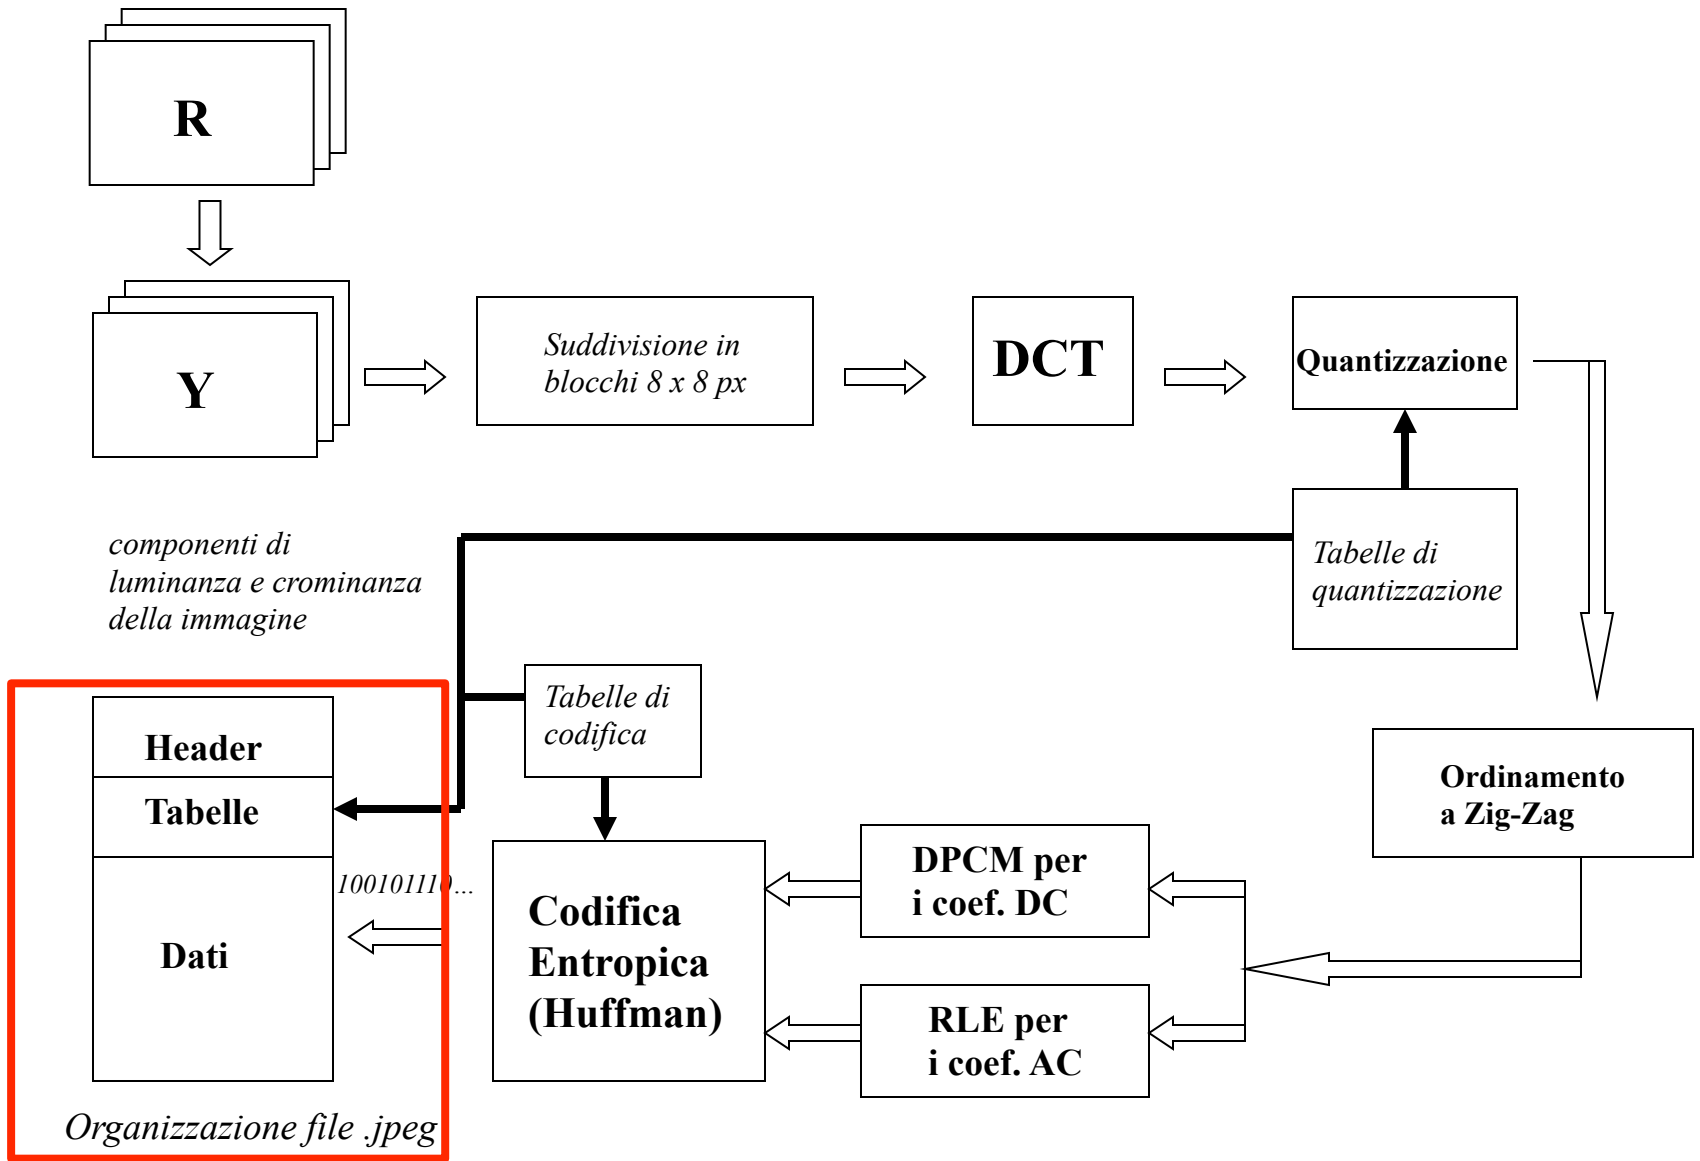 R
Y
Suddivisione in
blocchi 8 x 8 px
DCT
Quantizzazione
componenti di
luminanza e crominanza
della immagine
Tabelle di
quantizzazione
Tabelle di
codifica
Header
Tabelle
Dati
100101110...
Organizzazione file .jpeg
Codifica
Entropica
(Huffman)
DPCM per
i coef. DC
RLE per
i coef. AC
Ordinamento
a Zig-Zag